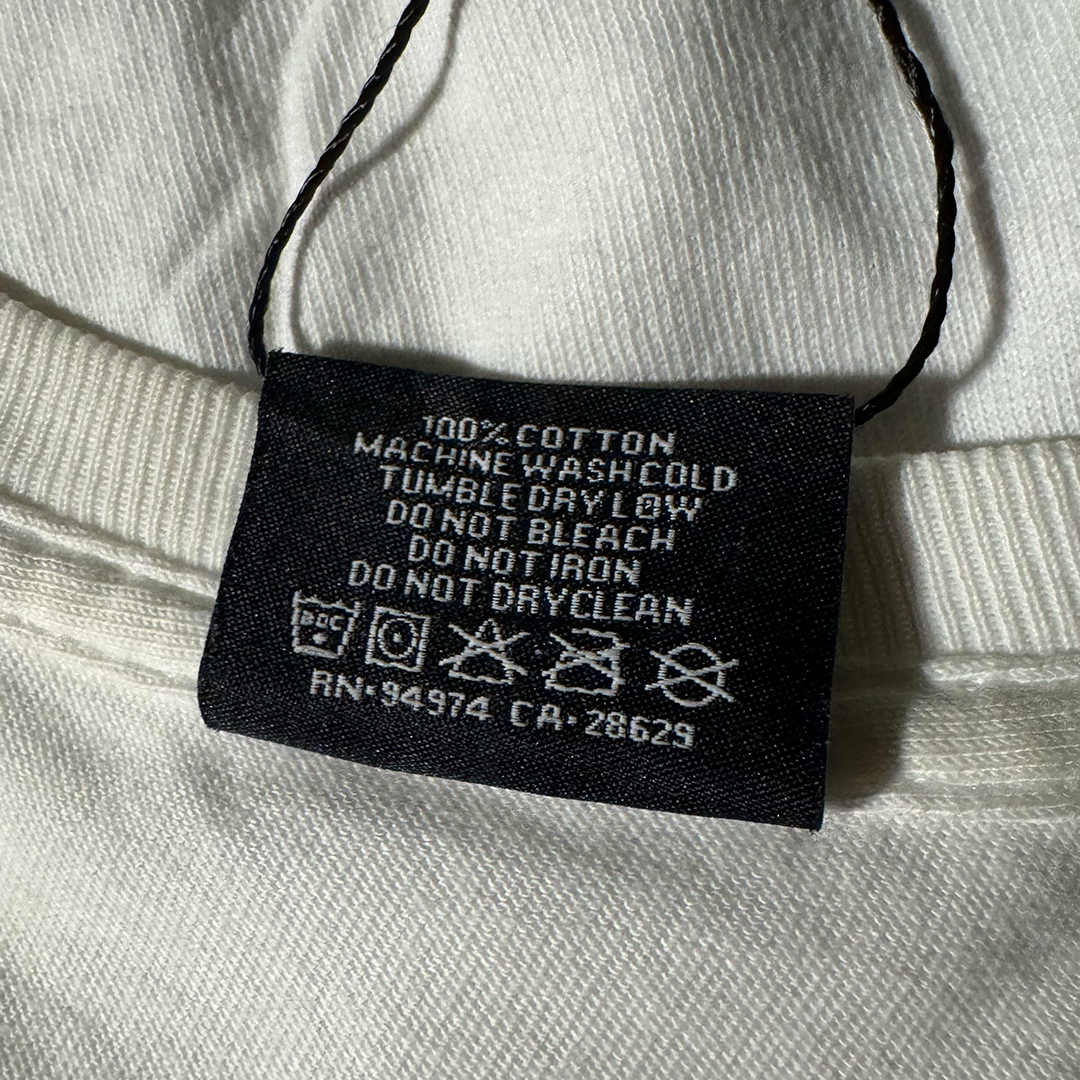 100% COTTON
MACHINE WASH COLD
TUMBLE DRY LOW
DO NOT BLEACH
DO NOT IRON
DO NOT DRYCLEAN
RN·94974 CA·28629